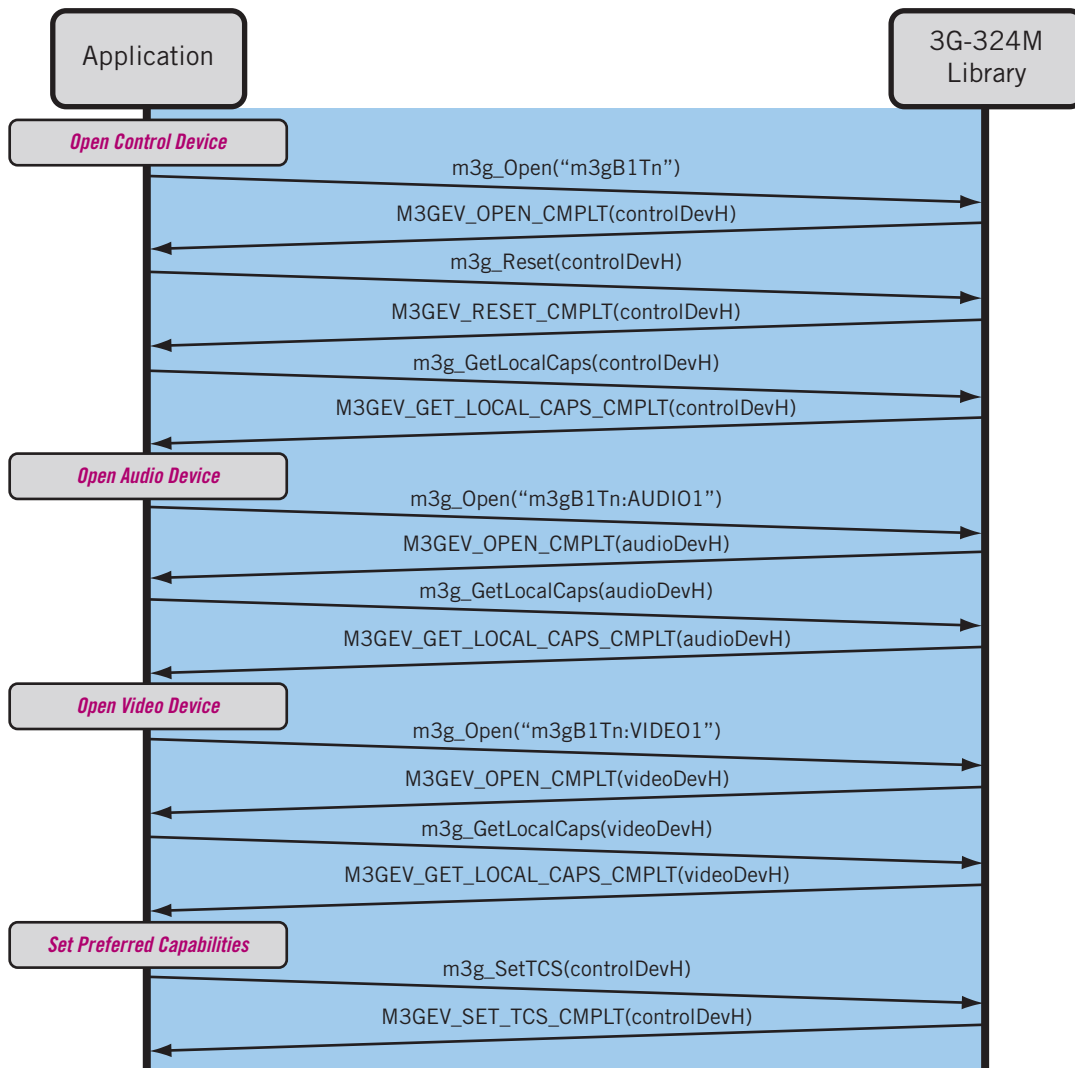 Application
3G-324M
Library
Open Control Device
m3g_Open(“m3gB1Tn”)
M3GEV_OPEN_CMPLT(controlDevH)
m3g_Reset(controlDevH)
M3GEV_RESET_CMPLT(controlDevH)
m3g_GetLocalCaps(controlDevH)
M3GEV_GET_LOCAL_CAPS_CMPLT(controlDevH)
Open Audio Device
m3g_Open(“m3gB1Tn:AUDIO1”)
M3GEV_OPEN_CMPLT(audioDevH)
m3g_GetLocalCaps(audioDevH)
M3GEV_GET_LOCAL_CAPS_CMPLT(audioDevH)
Open Video Device
m3g_Open(“m3gB1Tn:VIDEO1”)
M3GEV_OPEN_CMPLT(videoDevH)
m3g_GetLocalCaps(videoDevH)
M3GEV_GET_LOCAL_CAPS_CMPLT(videoDevH)
Set Preferred Capabilities
m3g_SetTCS(controlDevH)
M3GEV_SET_TCS_CMPLT(controlDevH)